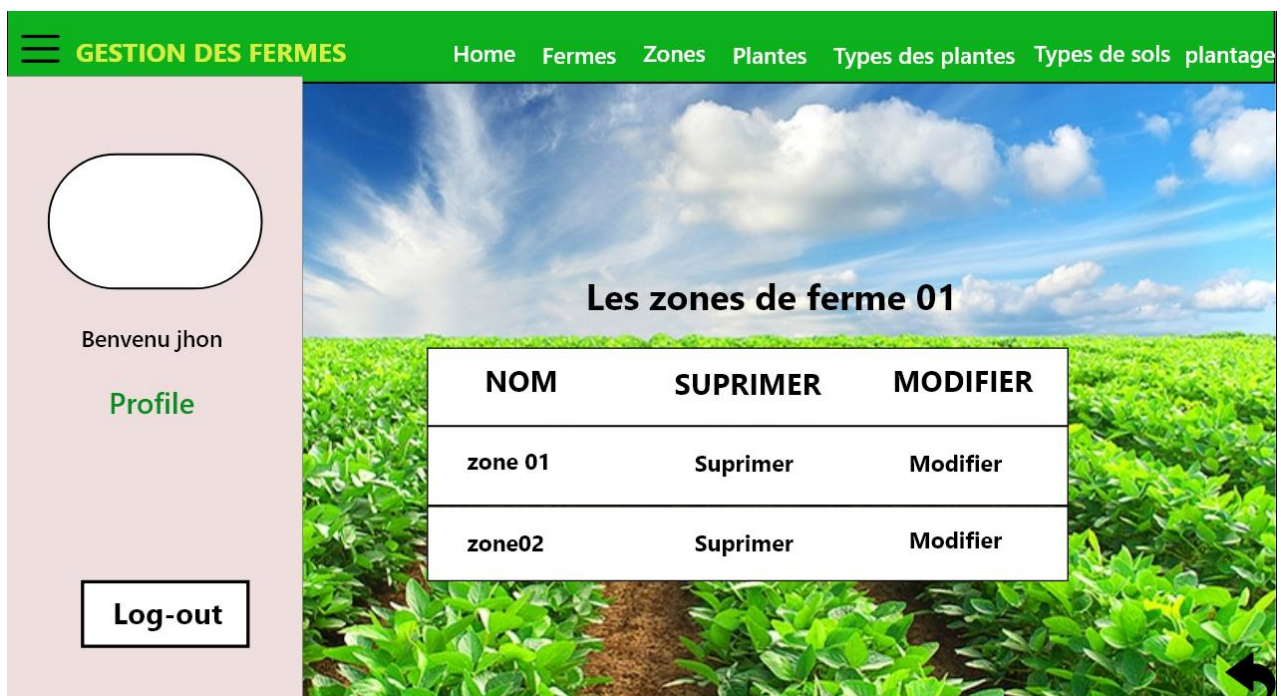 GESTION DES FERMES Home Fermes Zones Plantes Types des plantes Types de sols plantage
Benvenu jhon
Profile
Log-out
Les zones de ferme 01
NOM SUPRIMER MODIFIER
zone 01 Suprimer Modifier
zone02 Suprimer Modifier